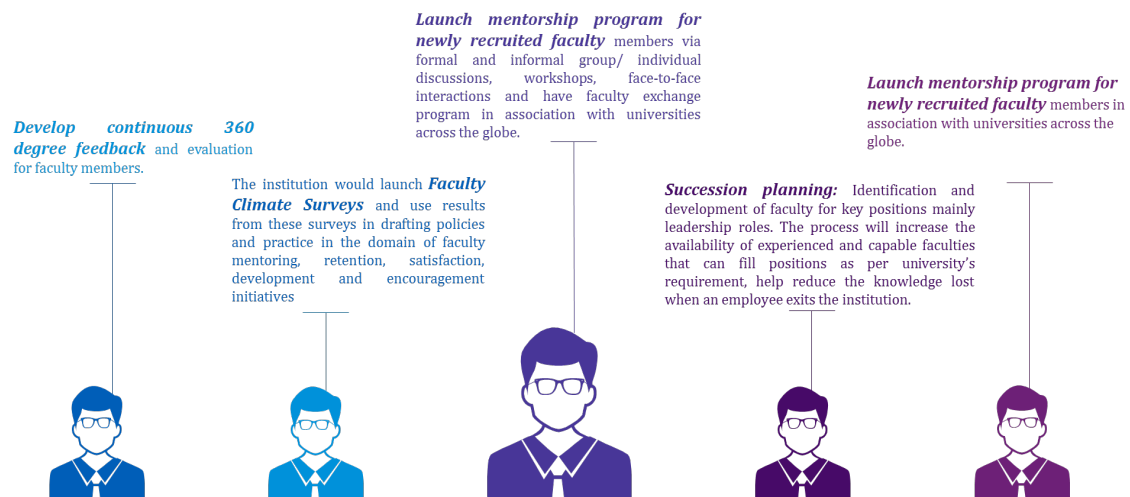 Develop continuous 360
degree feedback and evaluation
for faculty members.
The institution would launch Faculty
Climate Surveys and use results
from these surveys in drafting policies
and practice in the domain of faculty
mentoring, retention, satisfaction,
development and encouragement
initiatives
Launch mentorship program for
newly recruited faculty members via
formal and informal group/ individual
discussions, workshops, face-to-face
interactions and have faculty exchange
program in association with universities
across the globe.
Succession planning: Identification and
development of faculty for key positions mainly
leadership roles. The process will increase the
availability of experienced and capable faculties
that can fill positions as per university's
requirement, help reduce the knowledge lost
when an employee exits the institution.
Launch mentorship program for
newly recruited faculty members in
association with universities across the
globe.